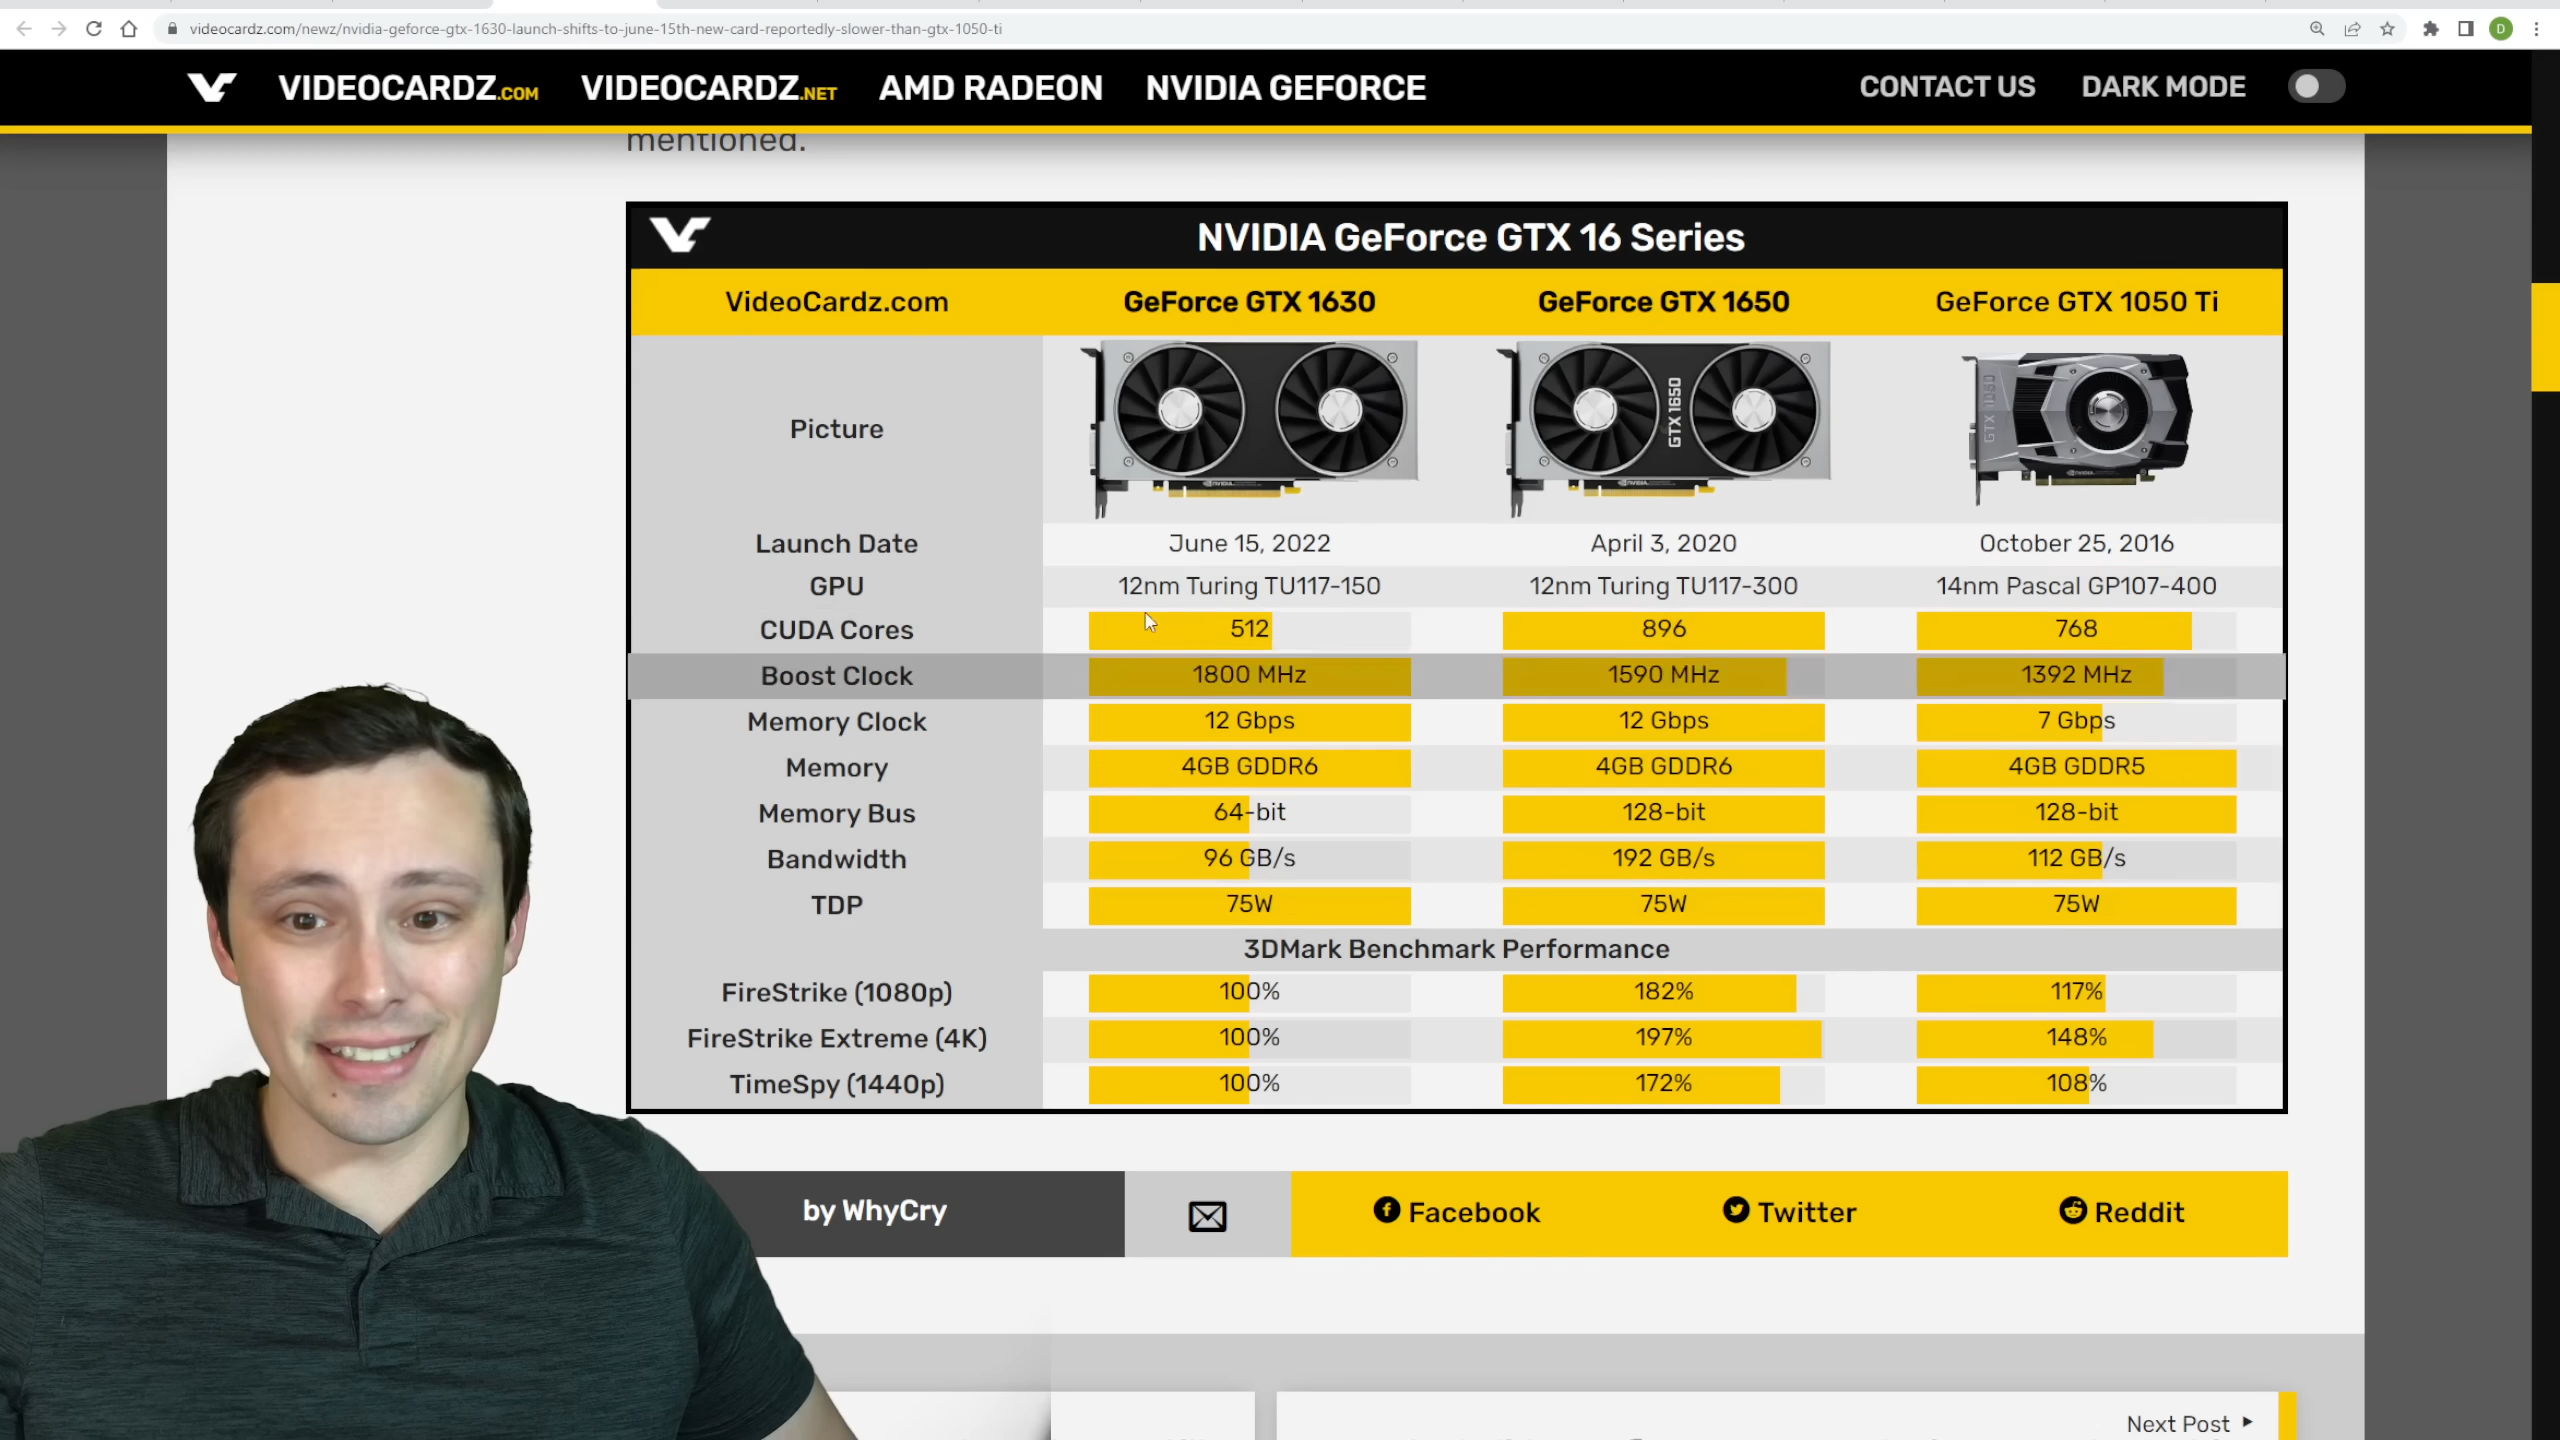 videocardz.com/newz/nvidia-geforce-gtx-1630-launch-shifts-to-june-15th-new-card-reportedly-slower-than-gtx-1050-ti
D
VIDEOCARDZ.COM VIDEOCARDZ.NET AMD RADEON NVIDIA GEFORCE CONTACT US DARK MODE
mentioned.
NVIDIA GeForce GTX 16 Series
VideoCardz.com GeForce GTX 1630 GeForce GTX 1650 GeForce GTX 1050 Ti
Picture
GTX 1650
GTX 1050
Launch Date June 15, 2022 April 3, 2020 October 25, 2016
GPU 12nm Turing TU117-150 12nm Turing TU117-300 14nm Pascal GP107-400
CUDA Cores 512 896 768
Boost Clock 1800 MHz 1590 MHz 1392 MHz
Memory Clock 12 Gbps 12 Gbps 7 Gbps
Memory 4GB GDDR6 4GB GDDR6 4GB GDDR5
Memory Bus 64-bit 128-bit 128-bit
Bandwidth 96 GB/s 192 GB/s 112 GB/s
TDP 75W 75W 75W
3DMark Benchmark Performance
FireStrike (1080p) 100% 182% 117%
FireStrike Extreme (4K) 100% 197% 148%
TimeSpy (1440p) 100% 172% 108%
by WhyCry Facebook Twitter Reddit
Next Post